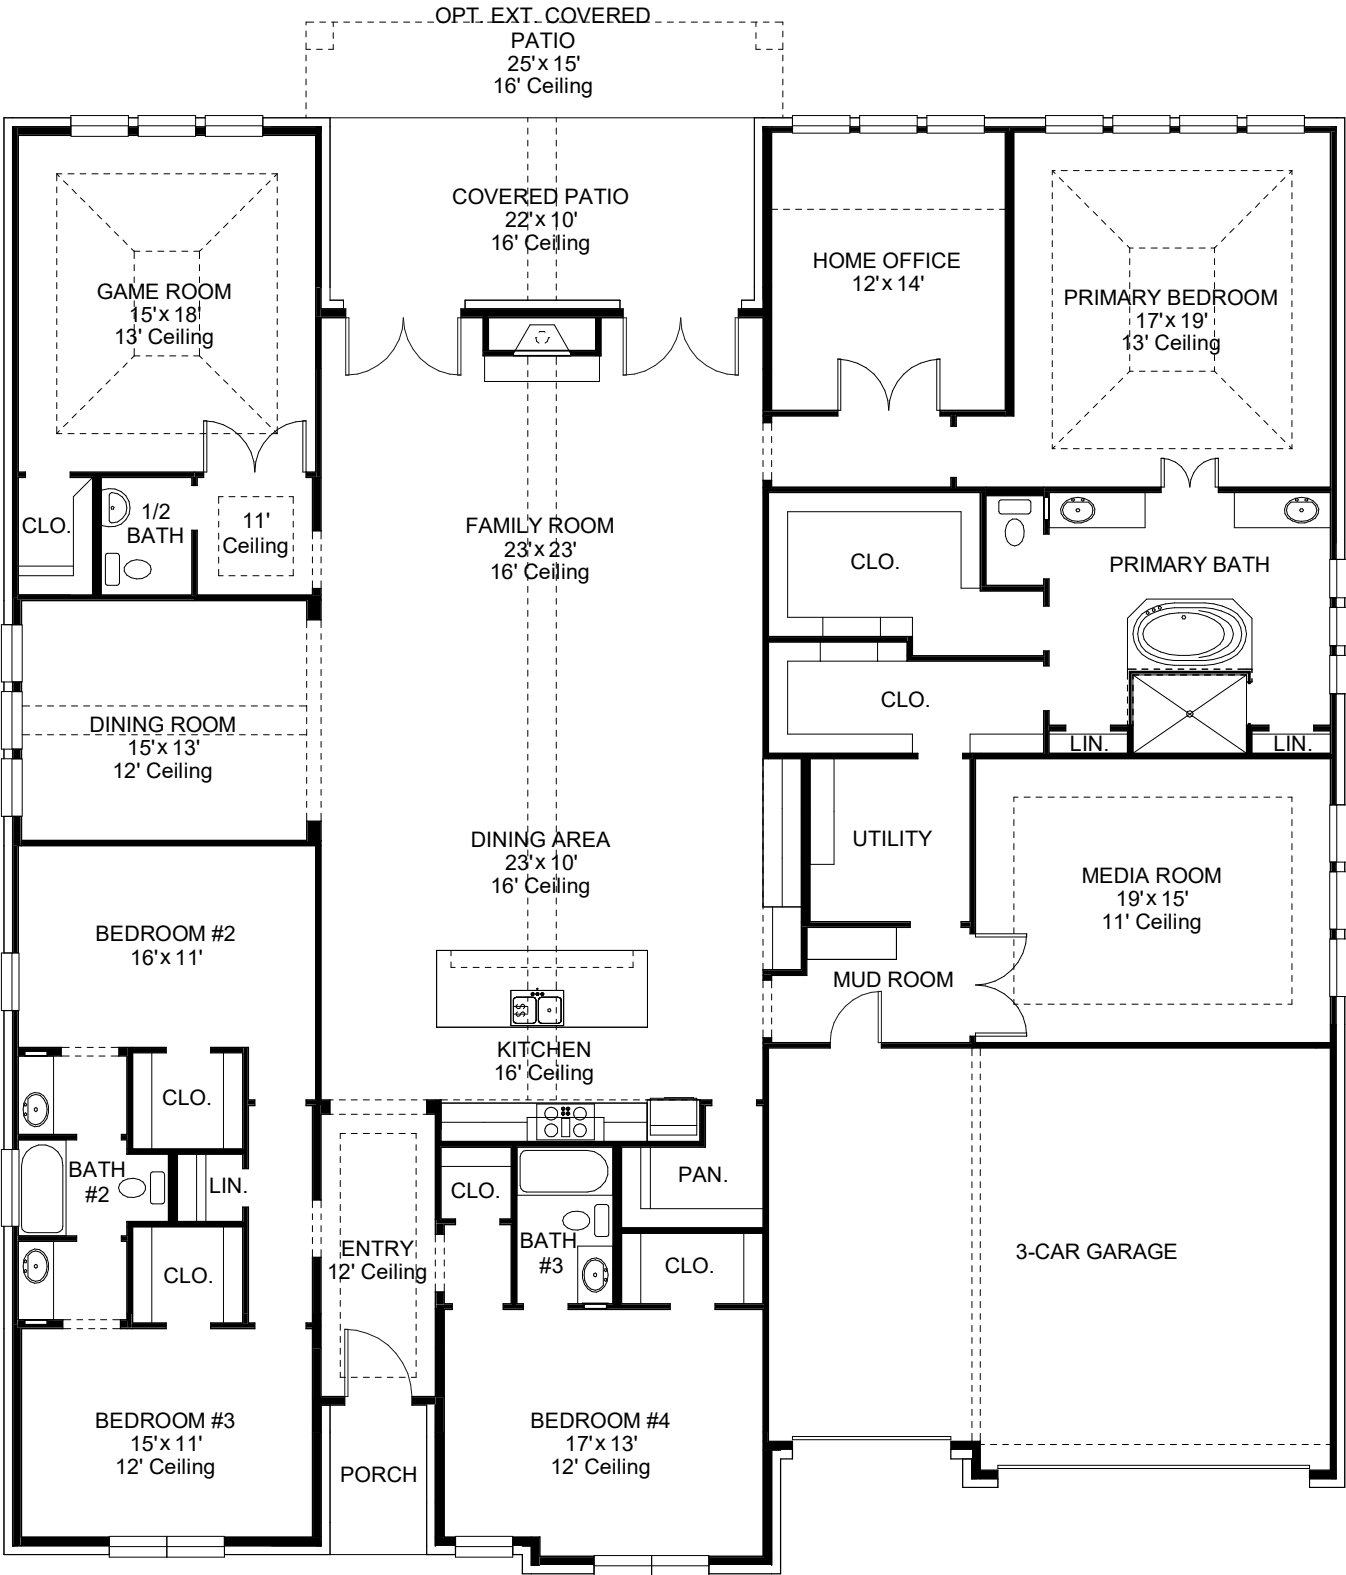 OPT. EXT. COVERED
PATIO
25'x 15'
16' Ceiling
COVERED PATIO
22'x 10'
16' Ceiling
GAME ROOM
15'x 18'
13' Ceiling
HOME OFFICE
12'x 14'
PRIMARY BEDROOM
17'x 19'
13' Ceiling
CLO.
1/2
BATH
11'
Ceiling
FAMILY ROOM
23'x 23'
16' Ceiling
CLO.
PRIMARY BATH
CLO.
LIN.
LIN.
DINING ROOM
15'x 13'
12' Ceiling
DINING AREA
23'x 10'
16' Ceiling
UTILITY
MEDIA ROOM
19'x 15'
11' Ceiling
BEDROOM #2
16'x 11'
MUD ROOM
KITCHEN
16' Ceiling
CLO.
BATH
#2
LIN.
CLO.
PAN.
ENTRY
12' Ceiling
BATH
#3
CLO.
CLO.
3-CAR GARAGE
BEDROOM #3
15'x 11'
12' Ceiling
PORCH
BEDROOM #4
17'x 13'
12' Ceiling